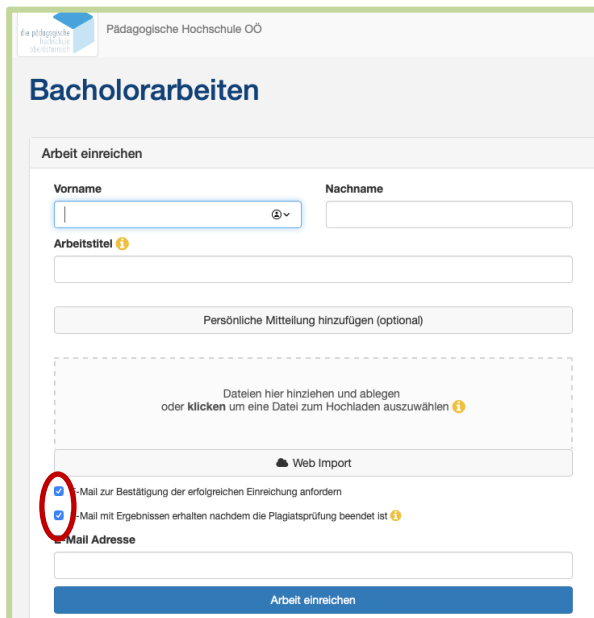 die pädagogische
hochschule
oberösterreich
Pädagogische Hochschule OÖ
Bacholorarbeiten
Arbeit einreichen
Vorname
Nachname
Arbeitstitel
Persönliche Mitteilung hinzufügen (optional)
Dateien hier hinziehen und ablegen
oder klicken um eine Datei zum Hochladen auszuwählen
Web Import
E-Mail zur Bestätigung der erfolgreichen Einreichung anfordern
E-Mail mit Ergebnissen erhalten nachdem die Plagiatsprüfung beendet ist
E-Mail Adresse
Arbeit einreichen